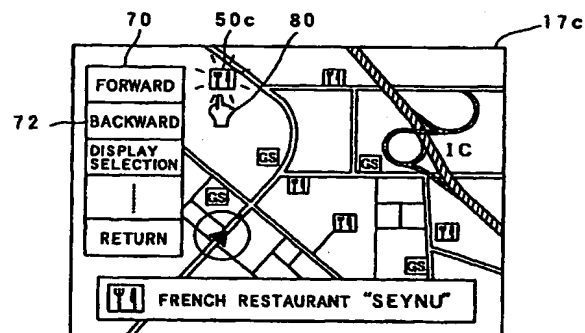 70
50c
80
17c
FORWARD
72
BACKWARD
DISPLAY
SELECTION
RETURN
IC
GS
GS
GS
GS
FRENCH RESTAURANT "SEYNU"